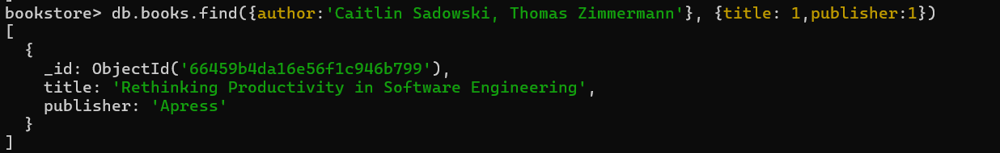 bookstore> db.books.find({author:'Caitlin Sadowski, Thomas Zimmermann'}, {title: 1,publisher:1})
[
  {
    _id: ObjectId('66459b4da16e56f1c946b799'),
    title: 'Rethinking Productivity in Software Engineering',
    publisher: 'Apress'
  }
]